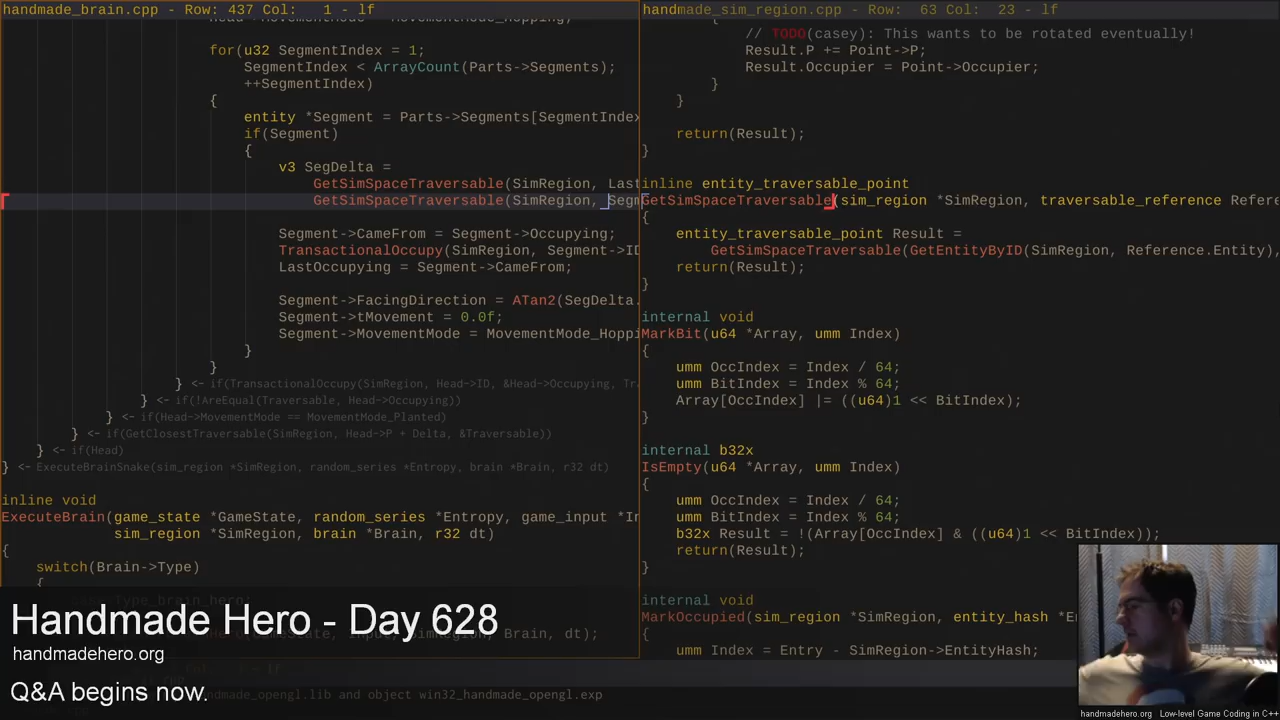 handmade_brain.cpp - Row: 437 Col:   1 - lf
for(u32 SegmentIndex = 1;
SegmentIndex < ArrayCount(Parts->Segments);
++SegmentIndex)
{
entity *Segment = Parts->Segments[SegmentIndex
if(Segment)
{
v3 SegDelta =
GetSimSpaceTraversable(SimRegion, Last
GetSimSpaceTraversable(SimRegion, Segm
Segment->CameFrom = Segment->Occupying;
TransactionalOccupy(SimRegion, Segment->ID
LastOccupying = Segment->CameFrom;
Segment->FacingDirection = ATan2(SegDelta.
Segment->tMovement = 0.0f;
Segment->MovementMode = MovementMode_Hoppi
}
}
} <- if(TransactionalOccupy(SimRegion, Head->ID, &Head->Occupying, Tra
} <- if(!AreEqual(Traversable, Head->Occupying))
} <- if(Head->MovementMode == MovementMode_Planted)
} <- if(GetClosestTraversable(SimRegion, Head->P + Delta, &Traversable))
} <- if(Head)
} <- ExecuteBrainSnake(sim_region *SimRegion, random_series *Entropy, brain *Brain, r32 dt)
inline void
ExecuteBrain(game_state *GameState, random_series *Entropy, game_input *In
sim_region *SimRegion, brain *Brain, r32 dt)
{
switch(Brain->Type)
{
handmade_sim_region.cpp - Row:  63 Col:  23 - lf
{
// TODO(casey): This wants to be rotated eventually!
Result.P += Point->P;
Result.Occupier = Point->Occupier;
}
}
return(Result);
}
inline entity_traversable_point
GetSimSpaceTraversable(sim_region *SimRegion, traversable_reference Refere
{
entity_traversable_point Result =
GetSimSpaceTraversable(GetEntityByID(SimRegion, Reference.Entity),
return(Result);
}
internal void
MarkBit(u64 *Array, umm Index)
{
umm OccIndex = Index / 64;
umm BitIndex = Index % 64;
Array[OccIndex] |= ((u64)1 << BitIndex);
}
internal b32x
IsEmpty(u64 *Array, umm Index)
{
umm OccIndex = Index / 64;
umm BitIndex = Index % 64;
b32x Result = !(Array[OccIndex] & ((u64)1 << BitIndex));
return(Result);
}
internal void
MarkOccupied(sim_region *SimRegion, entity_hash *En
{
umm Index = Entry - SimRegion->EntityHash;
Handmade Hero - Day 628
handmadehero.org
Q&A begins now.
dmade_opengl.lib and object win32_handmade_opengl.exp
handmadehero.org   Low-level Game Coding in C++